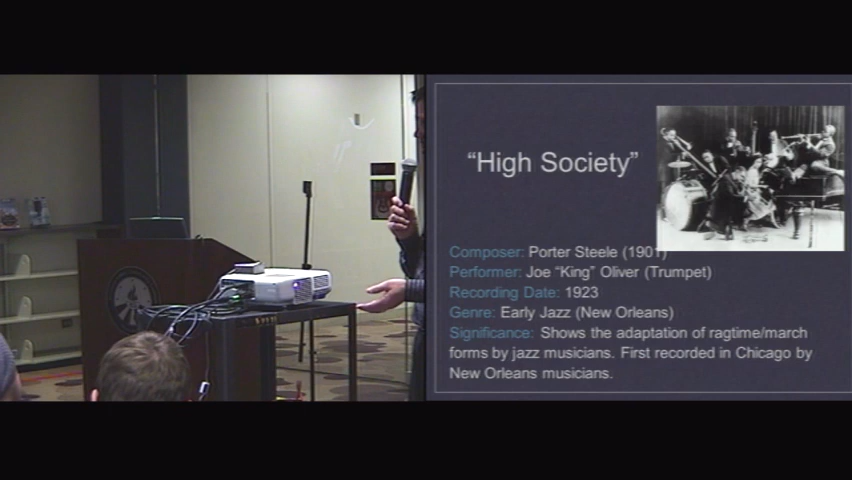 “High Society”
Composer: Porter Steele (1901)
Performer: Joe “King” Oliver (Trumpet)
Recording Date: 1923
Genre: Early Jazz (New Orleans)
Significance: Shows the adaptation of ragtime/march
forms by jazz musicians. First recorded in Chicago by
New Orleans musicians.